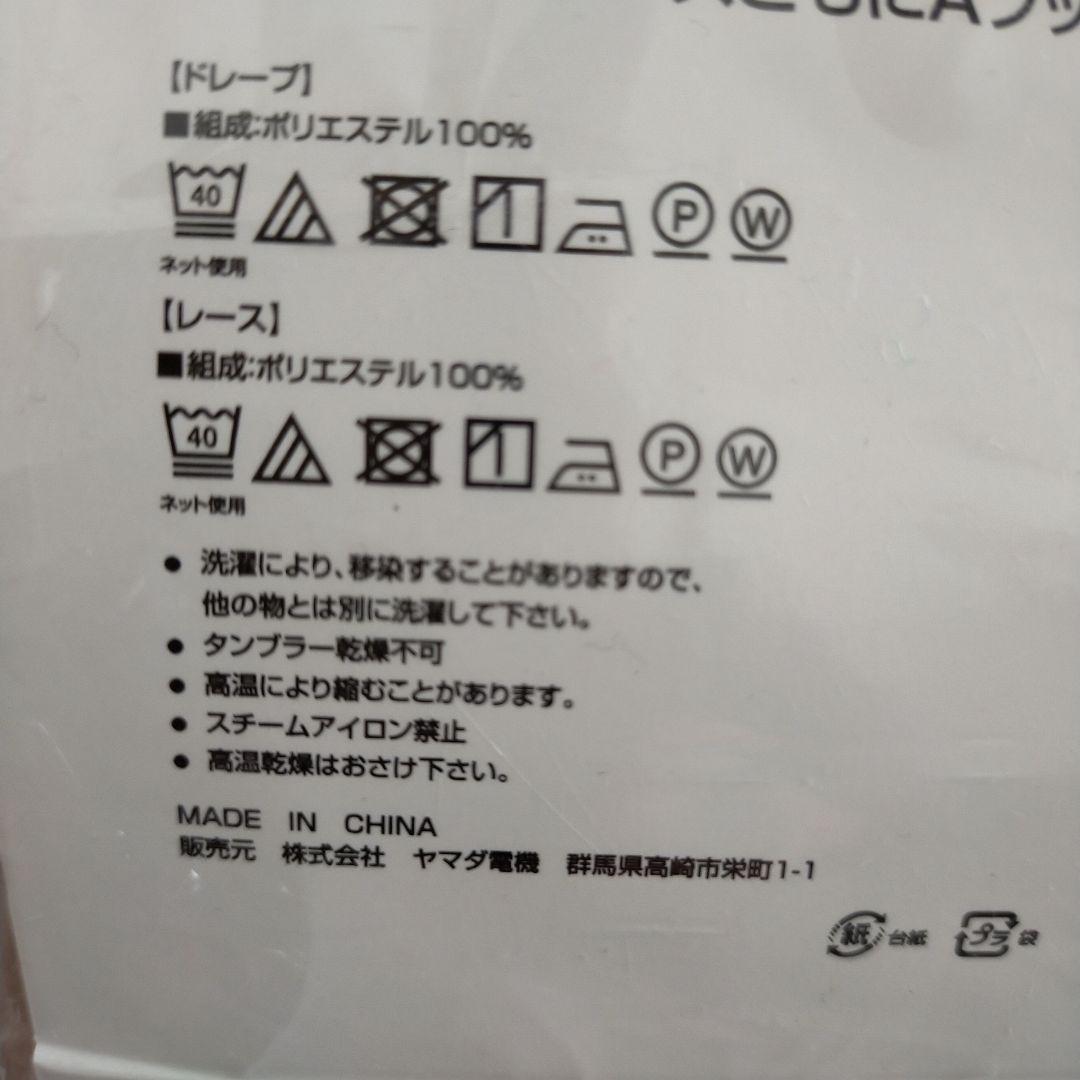 【ドレープ】
■組成:ポリエステル100%
40
P
W
ネット使用
【レース】
■組成:ポリエステル100%
40
P
W
ネット使用
● 洗濯により、移染することがありますので、
他の物とは別に洗濯して下さい。
● タンブラー乾燥不可
● 高温により縮むことがあります。
● スチームアイロン禁止
● 高温乾燥はおさけ下さい。
MADE IN CHINA
販売元 株式会社 ヤマダ電機 群馬県高崎市栄町1-1
紙 台紙 プラ 袋